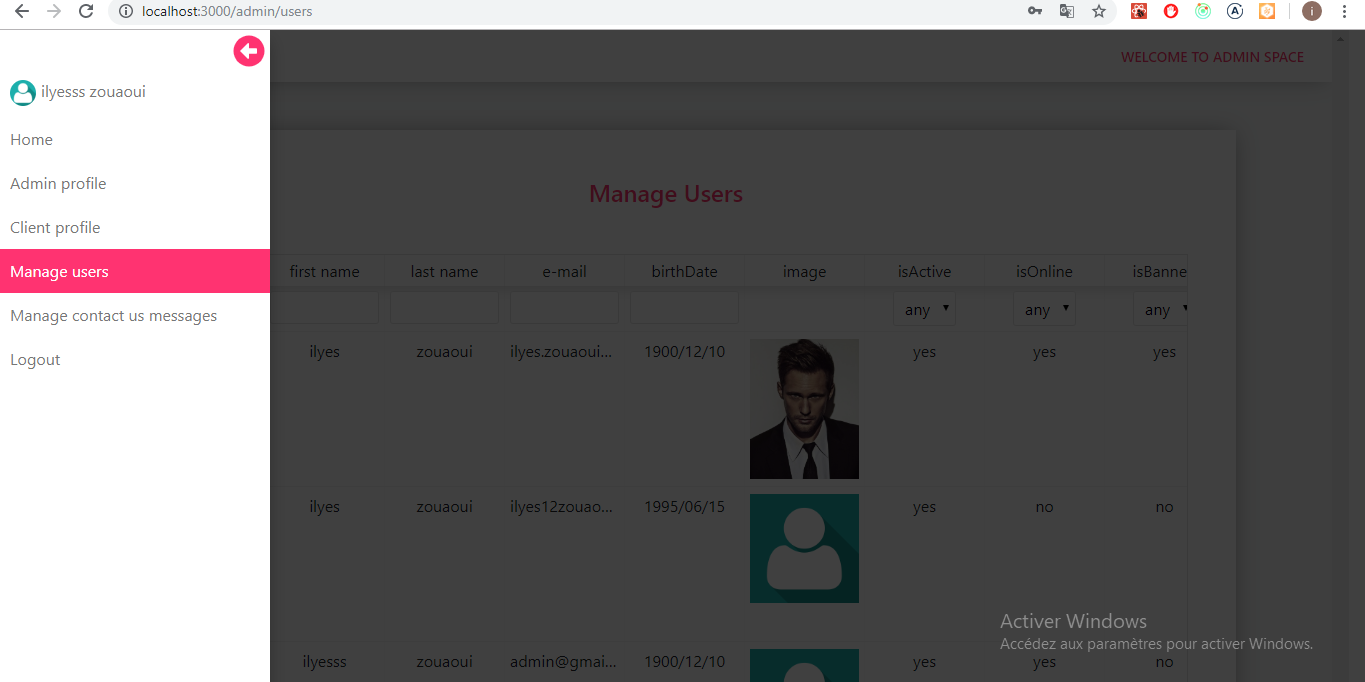 localhost:3000/admin/users
i
WELCOME TO ADMIN SPACE
ilyesss zouaoui
Home
Admin profile
Client profile
Manage users
Manage contact us messages
Logout
Manage Users
first name last name e-mail birthDate image isActive isOnline isBanne
any any any
ilyes zouaoui ilyes.zouaoui... 1900/12/10 yes yes yes
ilyes zouaoui ilyes12zouao... 1995/06/15 yes no no
ilyesss zouaoui admin@gmai... 1900/12/10 yes yes no
Activer Windows
Accédez aux paramètres pour activer Windows.